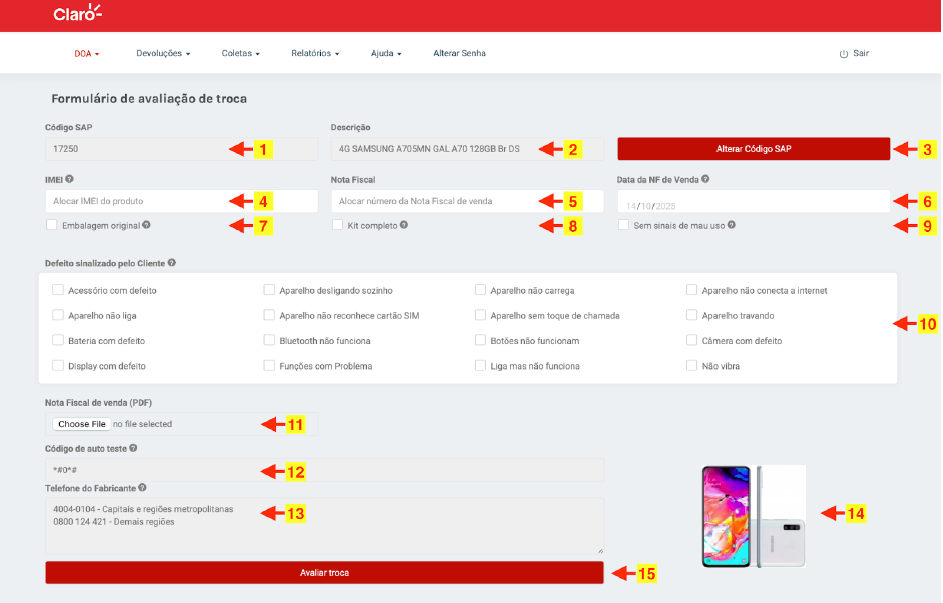 Claro
DOA Devoluções Coletas Relatórios Ajuda Alterar Senha Sair
Formulário de avaliação de troca
Código SAP Descrição
17250 1 4G SAMSUNG A705MN GAL A70 128GB Br DS 2 Alterar Código SAP 3
IMEI Nota Fiscal Data da NF de Venda
Alocar IMEI do produto 4 Alocar número da Nota Fiscal de venda 5 14/10/2025 6
Embalagem original 7 Kit completo 8 Sem sinais de mau uso 9
Defeito sinalizado pelo Cliente
Acessório com defeito Aparelho desligando sozinho Aparelho não carrega Aparelho não conecta a internet
Aparelho não liga Aparelho não reconhece cartão SIM Aparelho sem toque de chamada Aparelho travando 10
Bateria com defeito Bluetooth não funciona Botões não funcionam Câmera com defeito
Display com defeito Funções com Problema Liga mas não funciona Não vibra
Nota Fiscal de venda (PDF)
Choose File no file selected 11
Código de auto teste
*#0*# 12
Telefone do Fabricante
4004-0104 - Capitais e regiões metropolitanas 13
0800 124 421 - Demais regiões
14
Avaliar troca 15